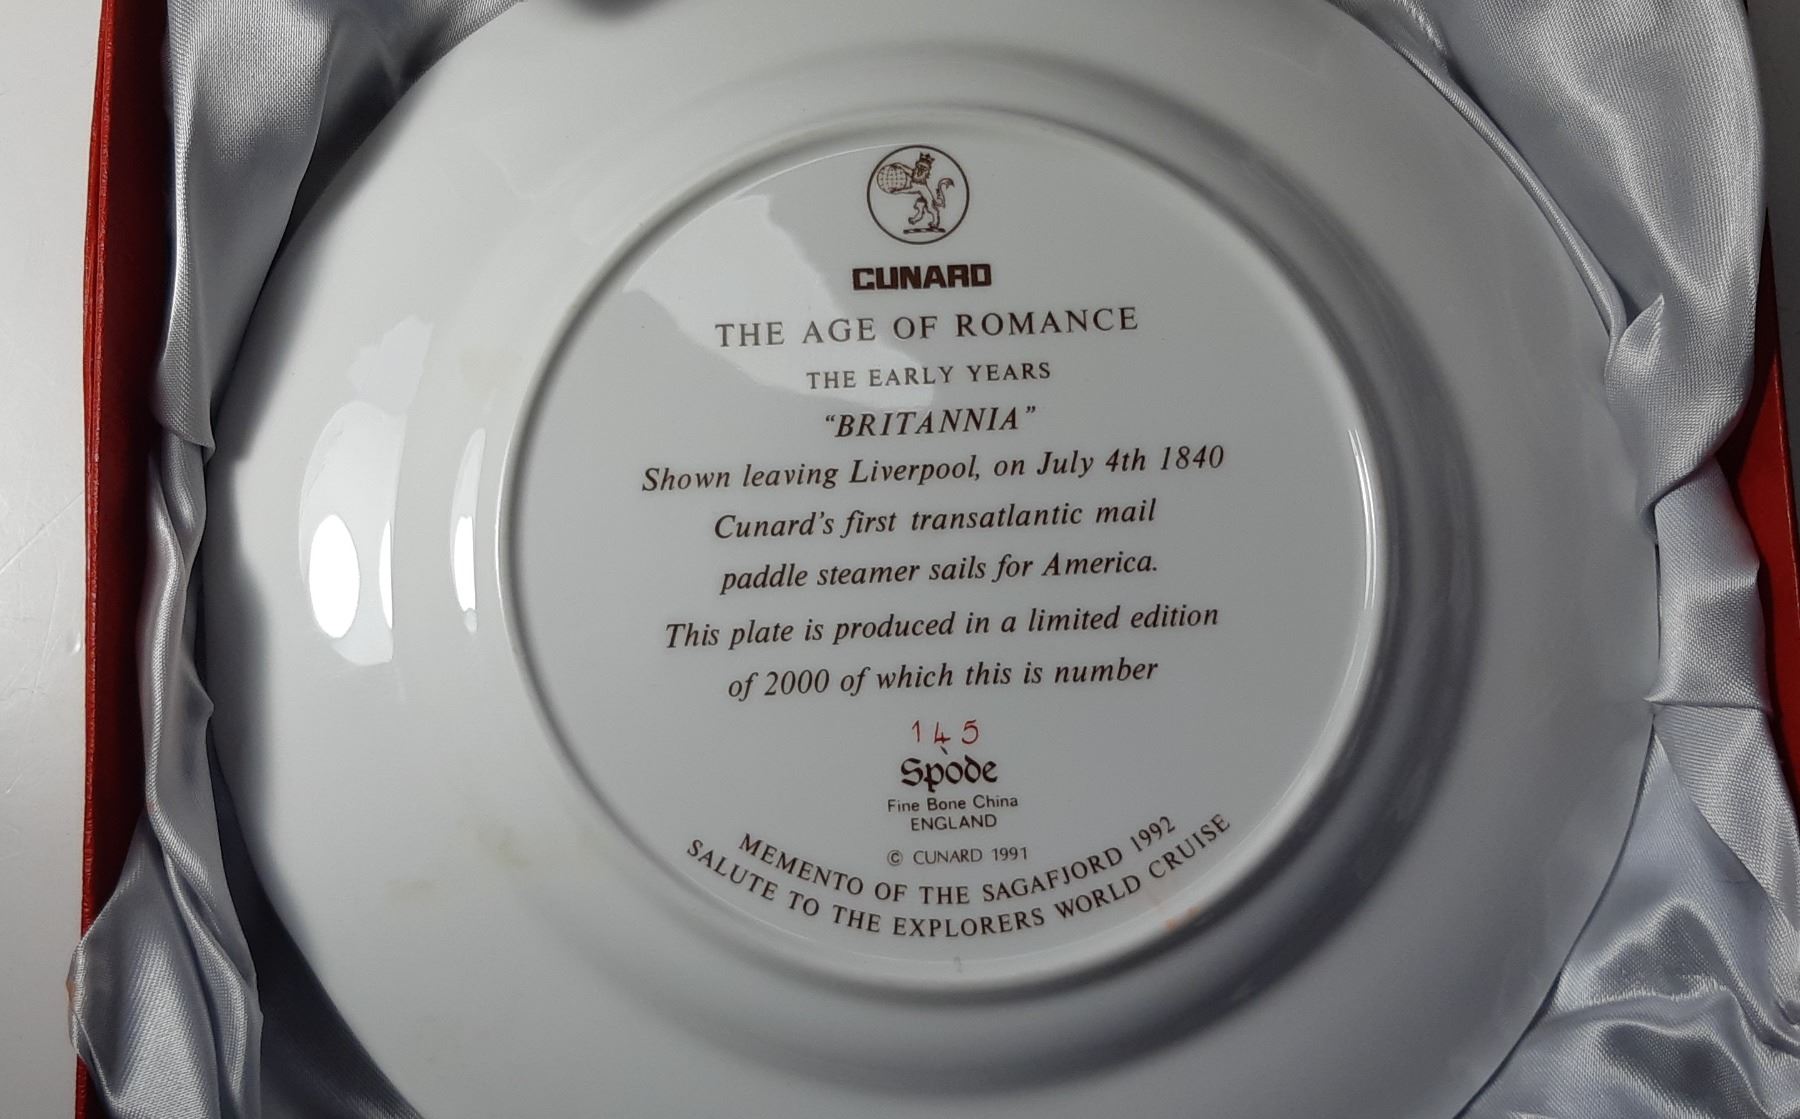 CUNARD
THE AGE OF ROMANCE
THE EARLY YEARS
“BRITANNIA”
Shown leaving Liverpool, on July 4th 1840
Cunard's first transatlantic mail
paddle steamer sails for America.
This plate is produced in a limited edition
of 2000 of which this is number
145
Spode
Fine Bone China
ENGLAND
© CUNARD 1991
MEMENTO OF THE SAGAFJORD 1992
SALUTE TO THE EXPLORERS WORLD CRUISE